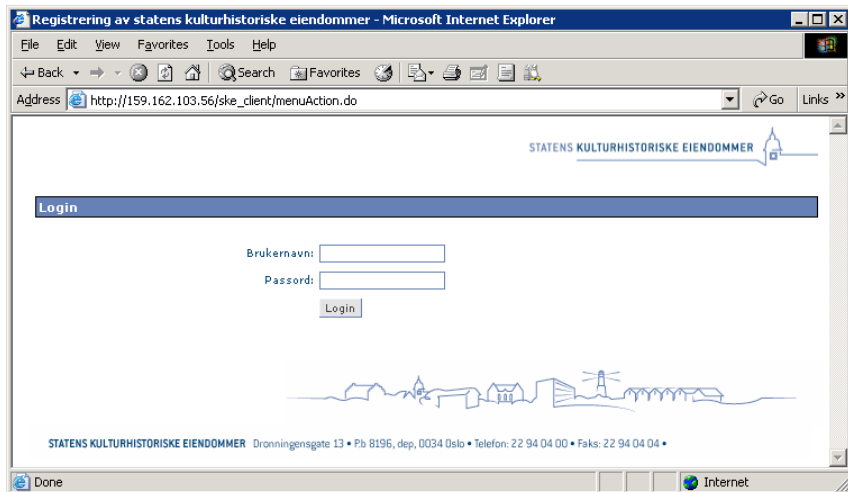 Registrering av statens kulturhistoriske eiendommer - Microsoft Internet Explorer
File Edit View Favorites Tools Help
Back Search Favorites
Address http://159.162.103.56/ske_client/menuAction.do Go Links »
STATENS KULTURHISTORISKE EIENDOMMER
Login
Brukernavn:
Passord:
Login
STATENS KULTURHISTORISKE EIENDOMMER Dronningensgate 13 • P.b 8196, dep, 0034 Oslo • Telefon: 22 94 04 00 • Faks: 22 94 04 04 •
Done Internet